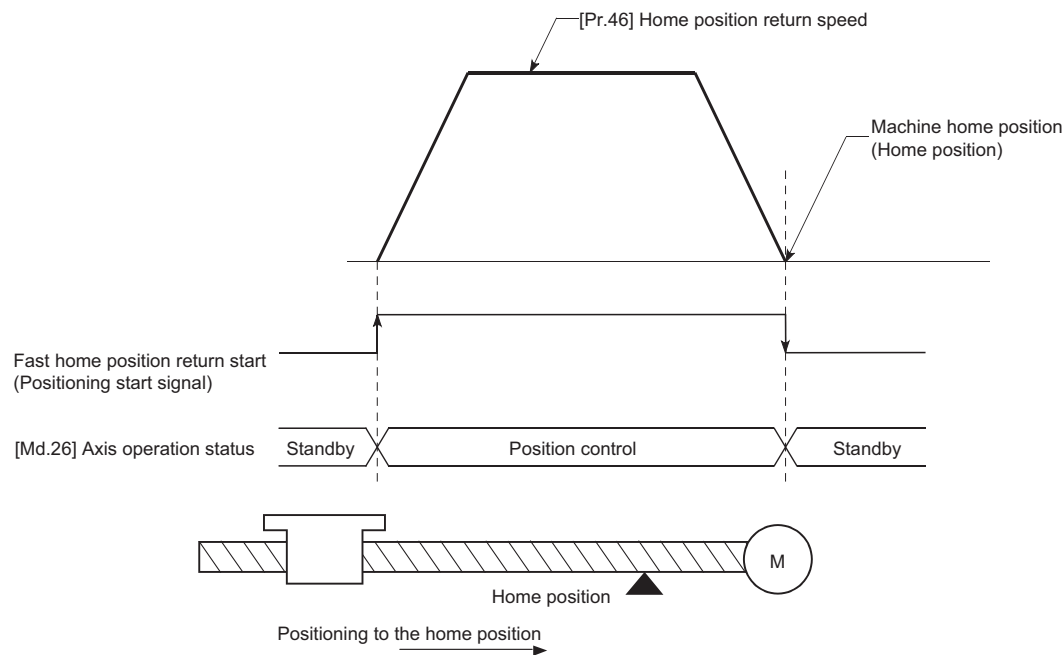 [Pr.46] Home position return speed
Machine home position
(Home position)
Fast home position return start
(Positioning start signal)
[Md.26] Axis operation status
Standby
Position control
Standby
M
Home position
Positioning to the home position